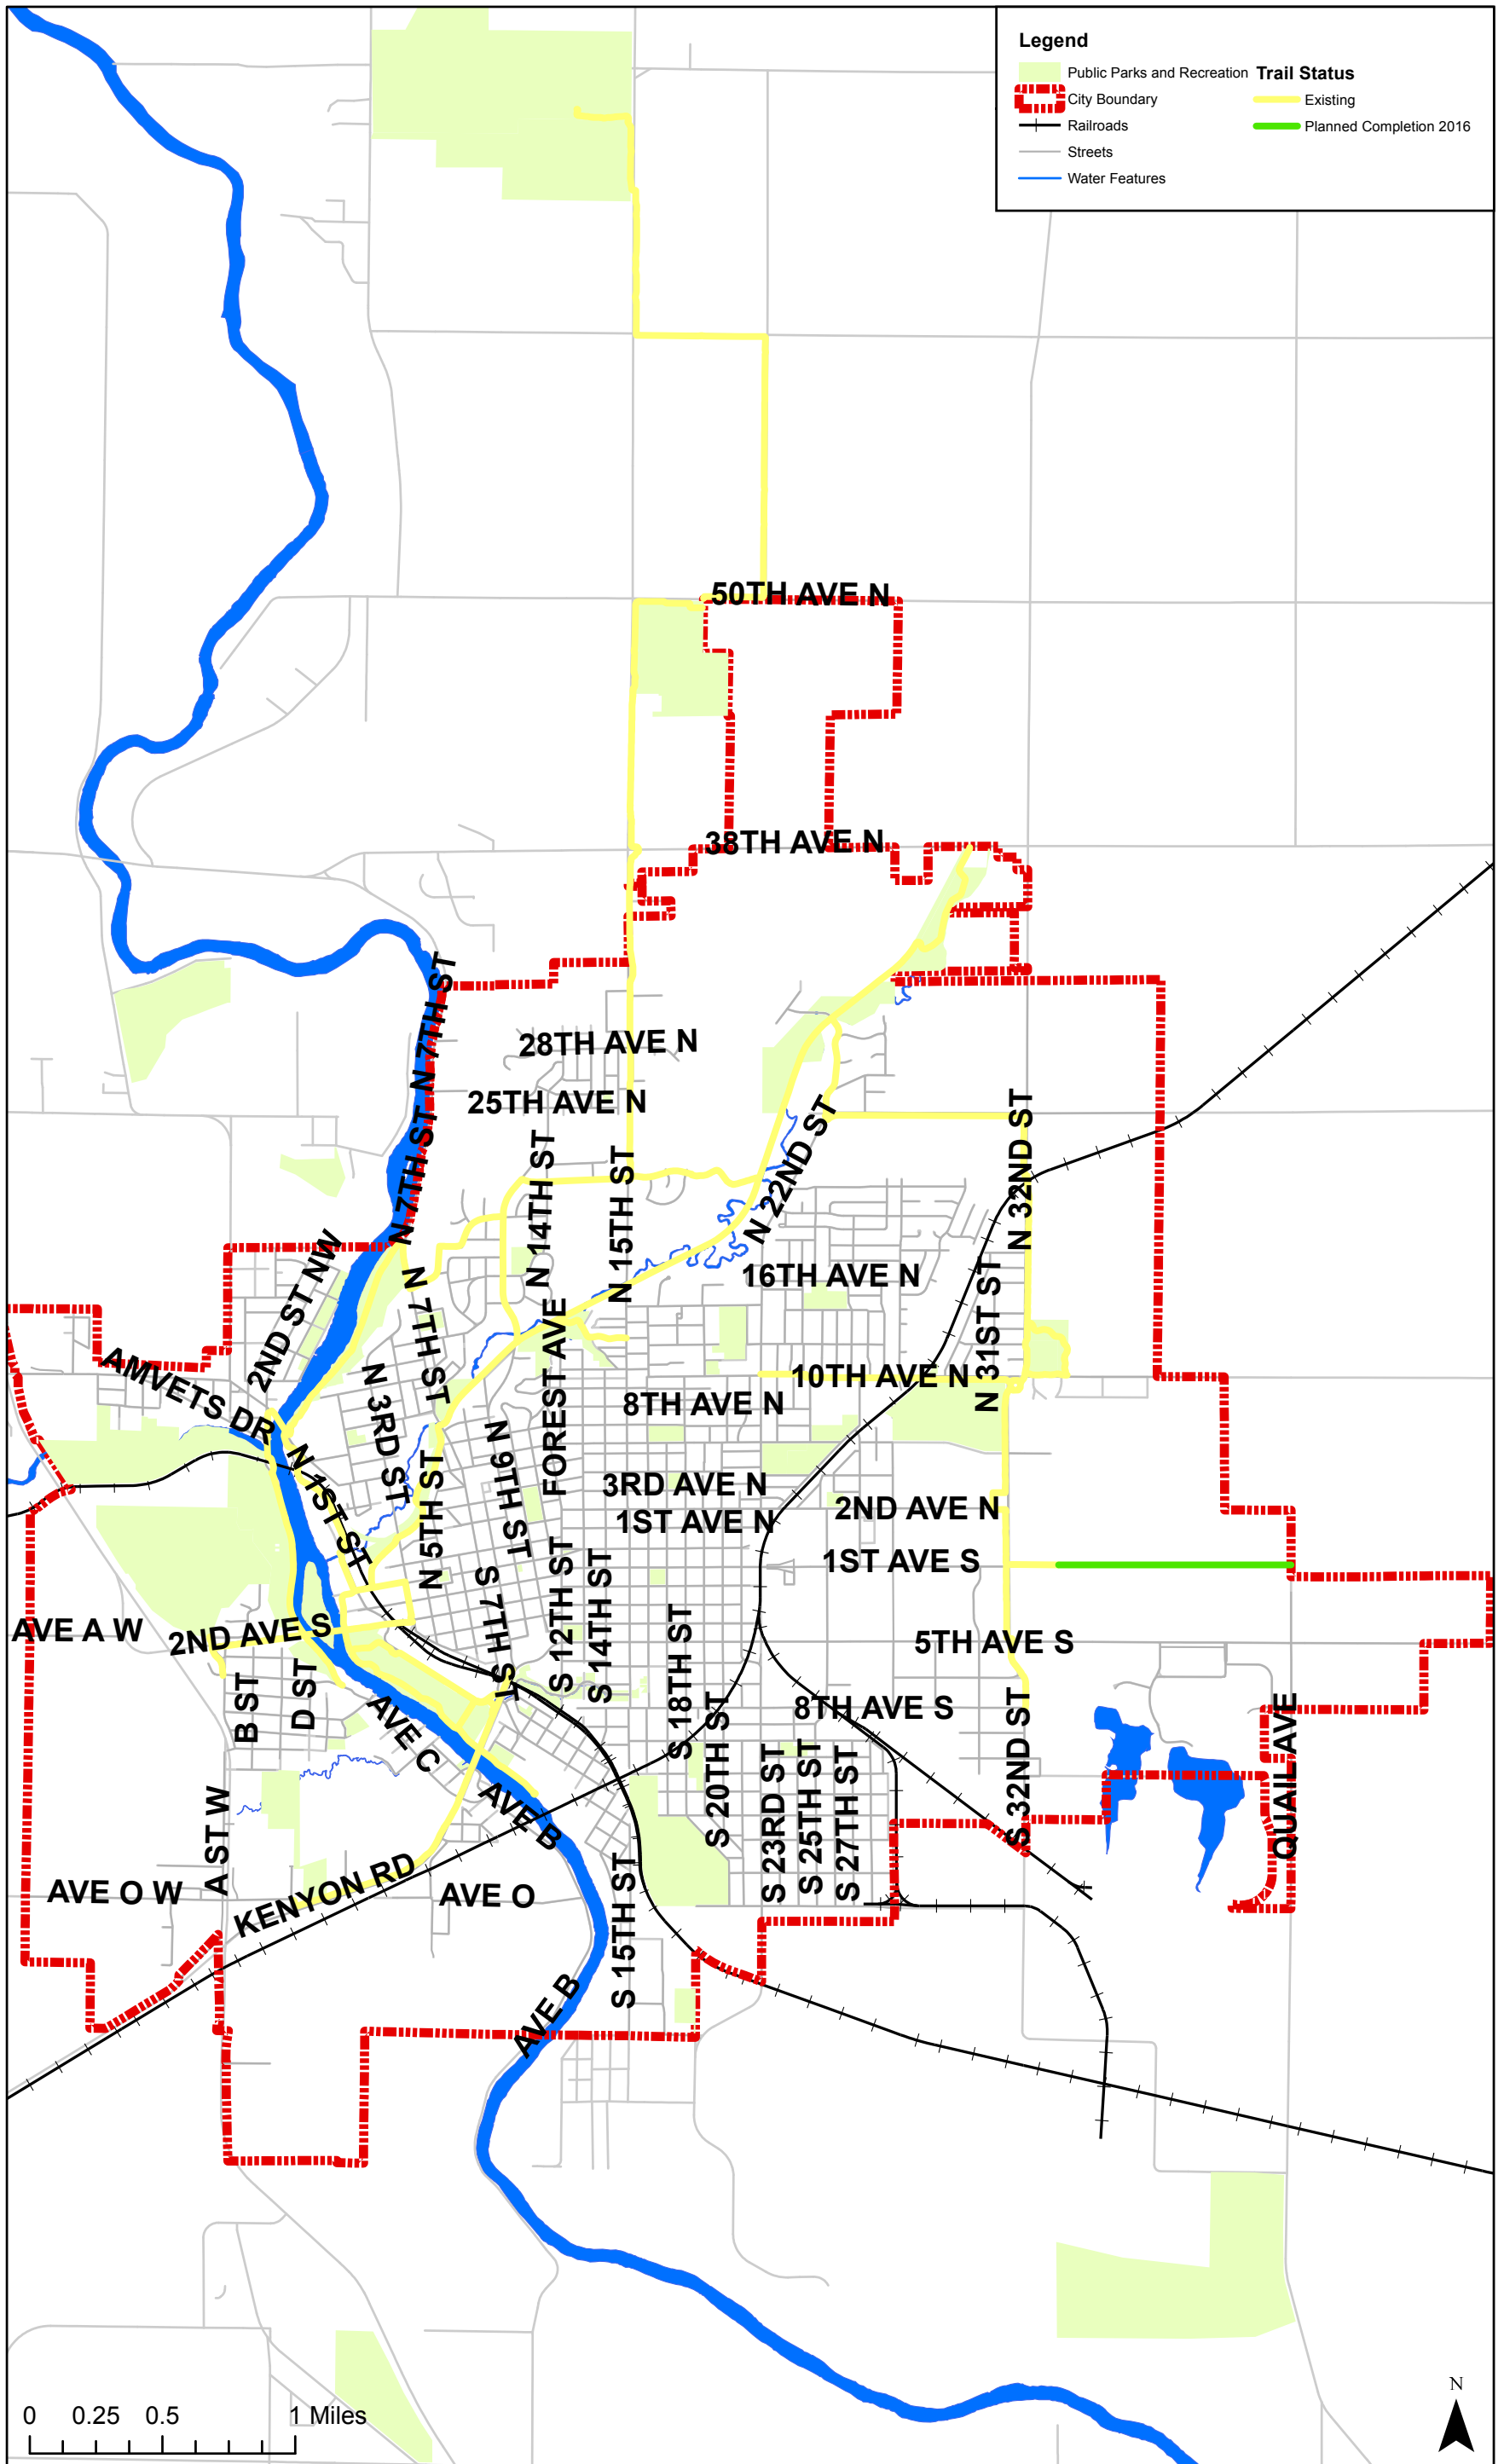 Legend
Public Parks and Recreation
City Boundary
Railroads
Streets
Water Features
Trail Status
Existing
Planned Completion 2016
50TH AVE N
38TH AVE N
N 7TH ST
28TH AVE N
N 7TH ST
25TH AVE N
N 7TH ST
N 14TH ST
N 15TH ST
N 22ND ST
N 32ND ST
2ND ST NW
16TH AVE N
N 7TH ST
N 31ST ST
AMVETS DR
N 3RD ST
FOREST AVE
10TH AVE N
8TH AVE N
N 1ST ST
N 5TH ST
N 9TH ST
3RD AVE N
2ND AVE N
1ST AVE N
1ST AVE S
S 7TH ST
S 12TH ST
S 14TH ST
AVE A W
2ND AVE S
S 18TH ST
5TH AVE S
B ST
D ST
AVE C
S 20TH ST
8TH AVE S
S 32ND ST
QUAIL AVE
A ST W
AVE B
S 23RD ST
S 25TH ST
S 27TH ST
AVE O W
KENYON RD
AVE O
S 15TH ST
AVE B
0 0.25 0.5 1 Miles
N